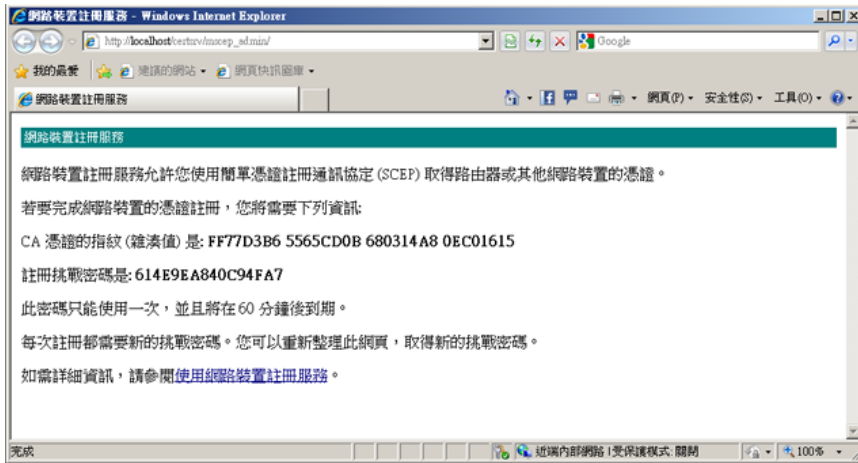 網路裝置註冊服務 - Windows Internet Explorer
http://localhost/certsrv/mscep_admin/
Google
我的最愛 建議的網站 網頁快訊圖庫
網路裝置註冊服務 網頁(P) 安全性(S) 工具(O)
網路裝置註冊服務
網路裝置註冊服務允許您使用簡單憑證註冊通訊協定 (SCEP) 取得路由器或其他網路裝置的憑證。
若要完成網路裝置的憑證註冊，您將需要下列資訊:
CA 憑證的指紋 (雜湊值) 是: FF77D3B6 5565CD0B 680314A8 0EC01615
註冊挑戰密碼是: 614E9EA840C94FA7
此密碼只能使用一次，並且將在 60 分鐘後到期。
每次註冊都需要新的挑戰密碼。您可以重新整理此網頁，取得新的挑戰密碼。
如需詳細資訊，請參閱使用網路裝置註冊服務。
完成 近端內部網路 | 受保護模式: 關閉 100%